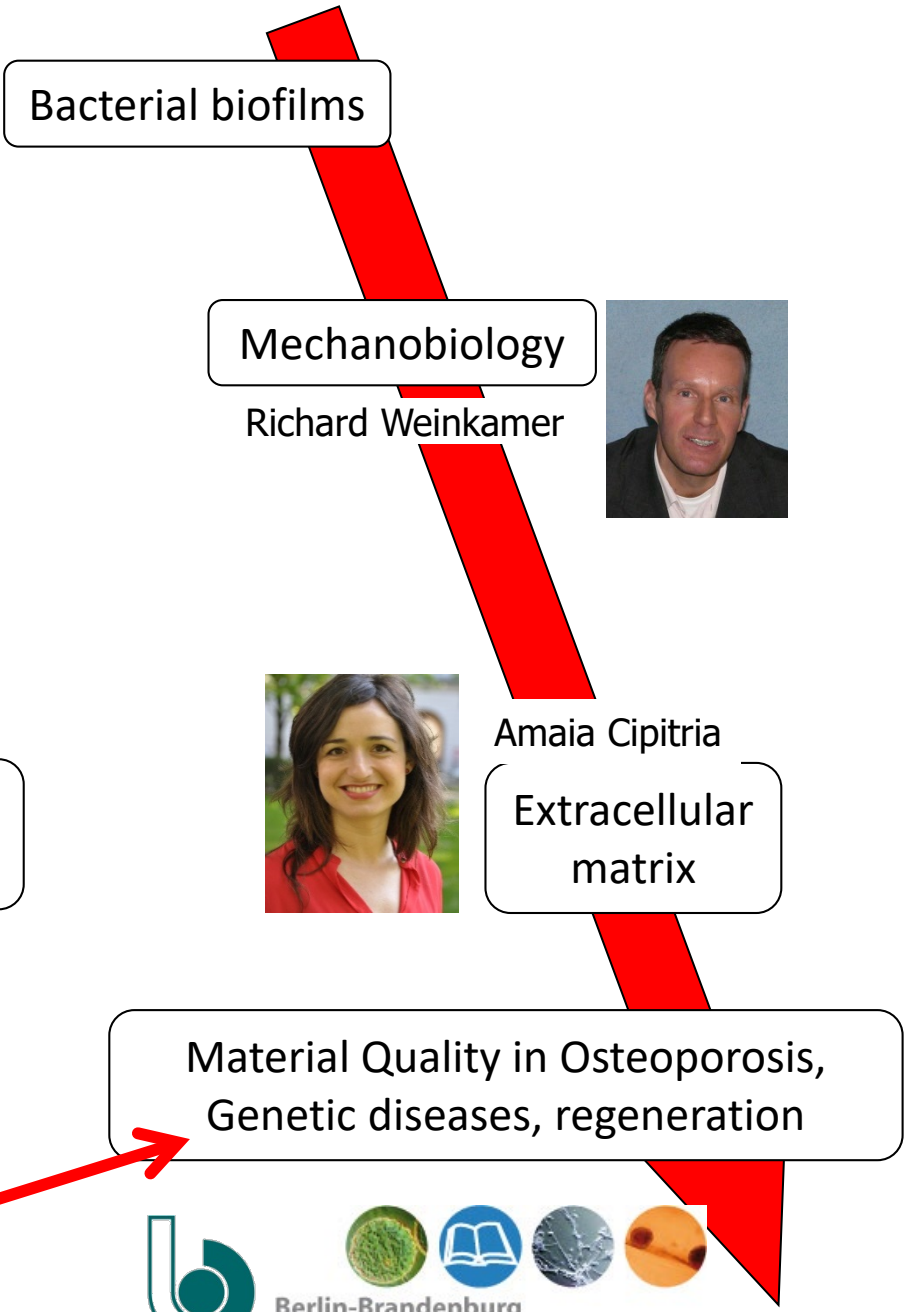 Bacterial biofilms
Mechanobiology
Richard Weinkamer
Amaia Cipitria
Extracellular
matrix
Material Quality in Osteoporosis,
Genetic diseases, regeneration
Berlin-Brandenburg